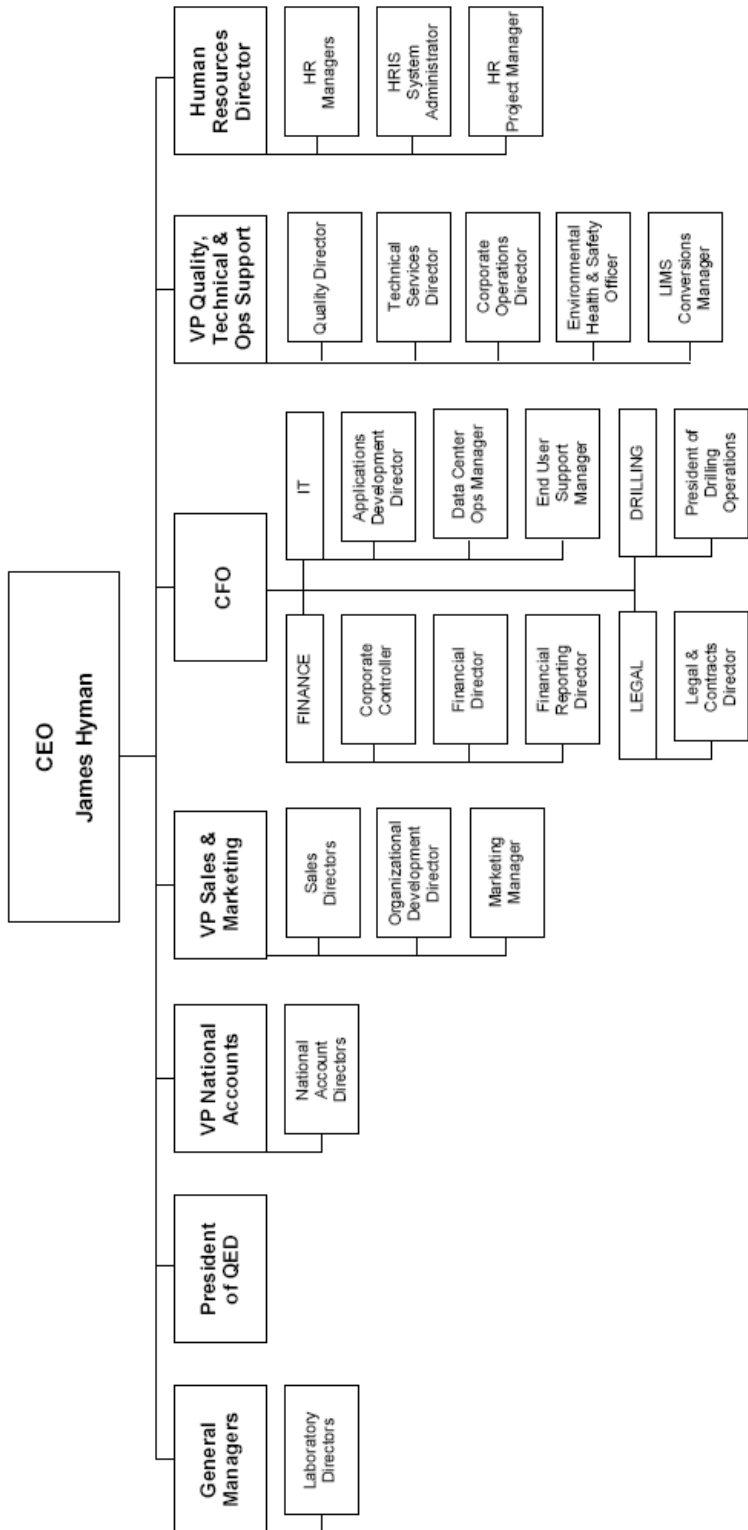 CEO
James Hyman
General
Managers
Laboratory
Directors
President
of QED
VP National
Accounts
National
Account
Directors
VP Sales &
Marketing
Sales
Directors
Organizational
Development
Director
Marketing
Manager
CFO
FINANCE
Corporate
Controller
Financial
Director
Financial
Reporting
Director
IT
Applications
Development
Director
Data Center
Ops Manager
End User
Support
Manager
LEGAL
Legal &
Contracts
Director
DRILLING
President of
Drilling
Operations
VP Quality,
Technical &
Ops Support
Quality Director
Technical
Services
Director
Corporate
Operations
Director
Environmental
Health & Safety
Officer
LIMS
Conversions
Manager
Human
Resources
Director
HR
Managers
HRIS
System
Administrator
HR
Project Manager